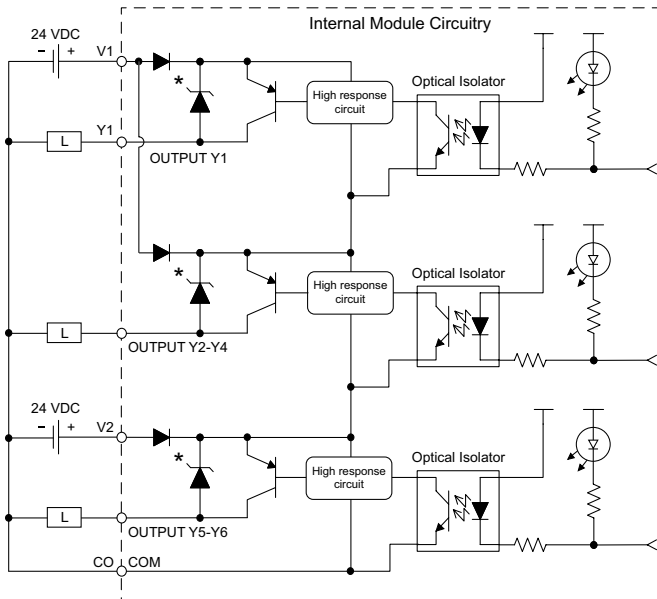 Internal Module Circuitry
24 VDC
– +
V1
*
High response
circuit
Optical Isolator
L
Y1
OUTPUT Y1
*
High response
circuit
Optical Isolator
L
OUTPUT Y2-Y4
24 VDC
– +
V2
*
High response
circuit
Optical Isolator
L
OUTPUT Y5-Y6
CO
COM